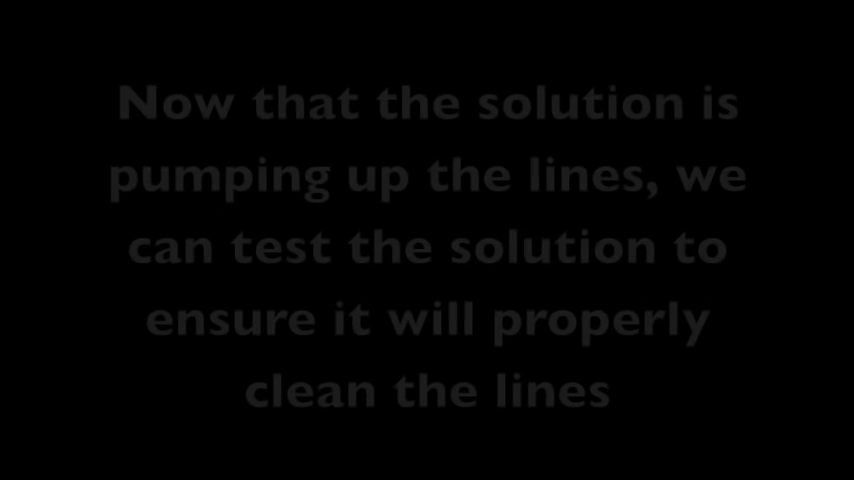 Now that the solution is
pumping up the lines, we
can test the solution to
ensure it will properly
clean the lines